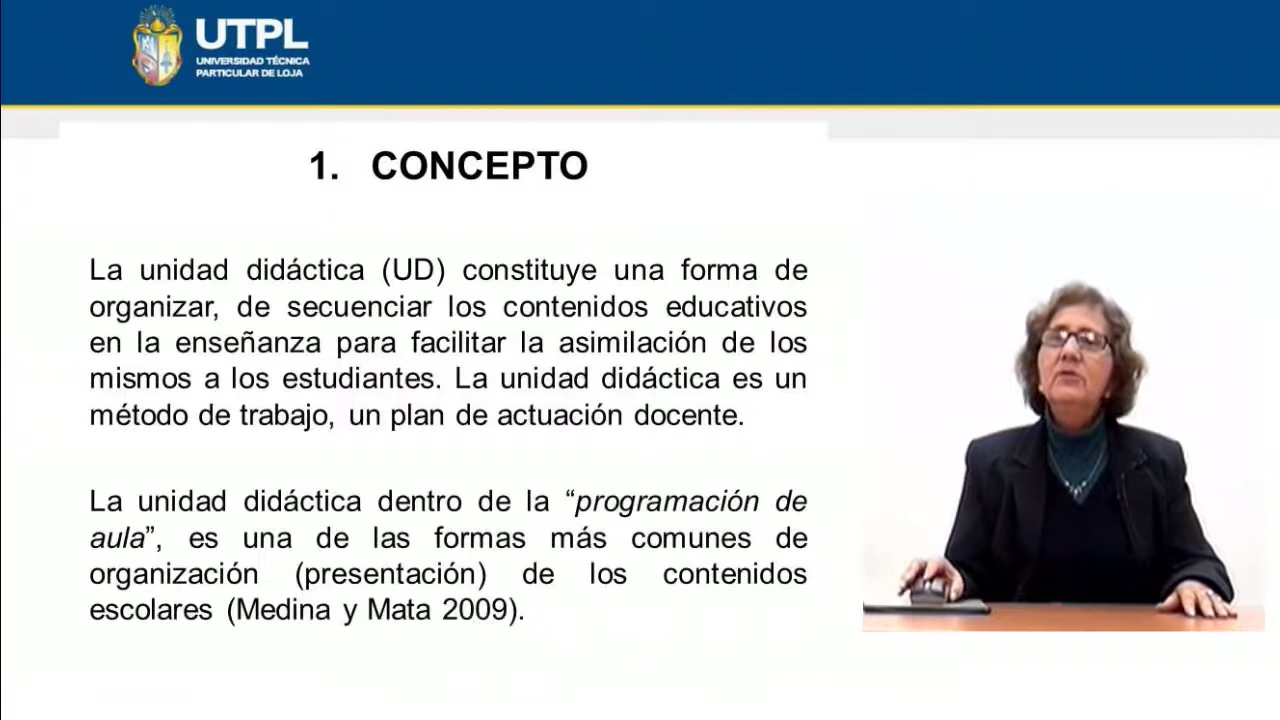 UTPL
UNIVERSIDAD TÉCNICA
PARTICULAR DE LOJA
1. CONCEPTO
La unidad didáctica (UD) constituye una forma de
organizar, de secuenciar los contenidos educativos
en la enseñanza para facilitar la asimilación de los
mismos a los estudiantes. La unidad didáctica es un
método de trabajo, un plan de actuación docente.
La unidad didáctica dentro de la “programación de
aula”, es una de las formas más comunes de
organización (presentación) de los contenidos
escolares (Medina y Mata 2009).